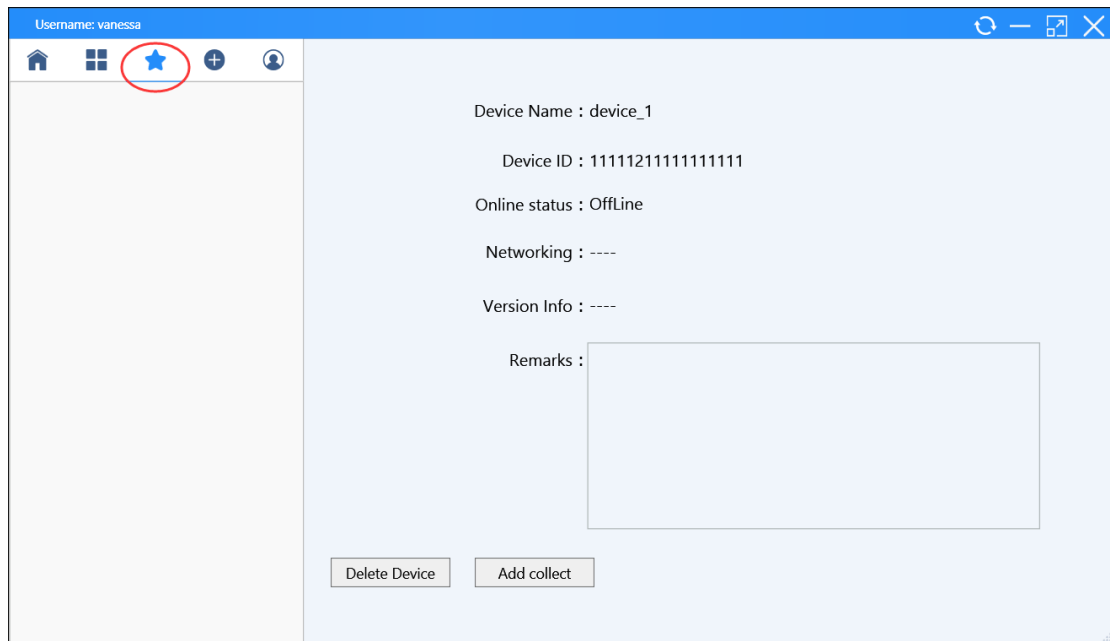 Username: vanessa
Device Name : device_1
Device ID : 11111211111111111
Online status : OffLine
Networking : ----
Version Info : ----
Remarks :
Delete Device Add collect